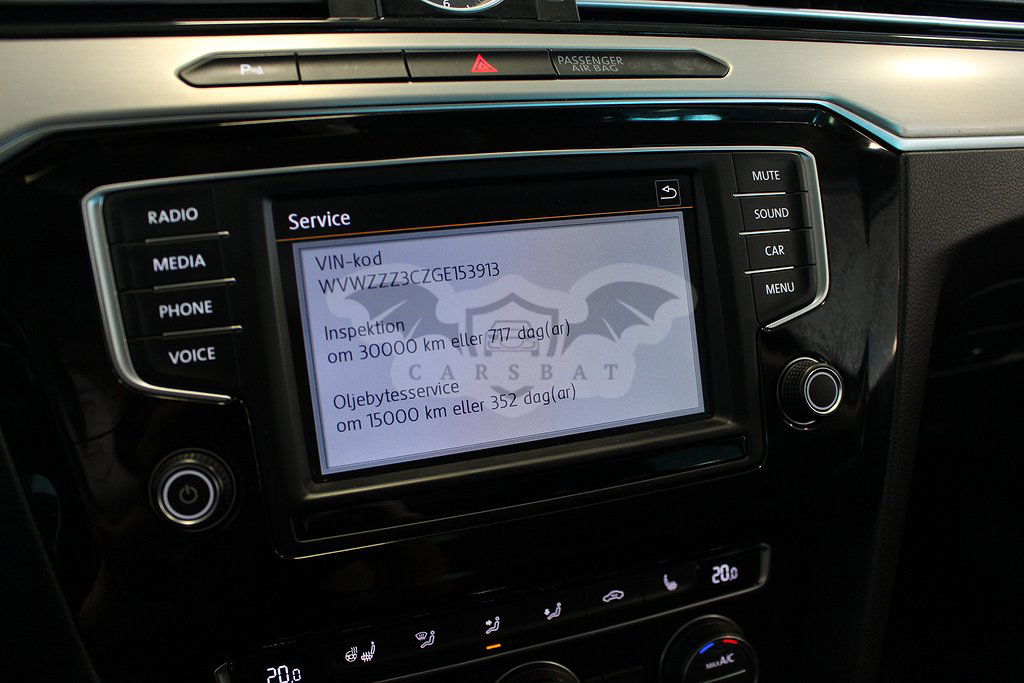 6
P
PASSENGER
AIR BAG
RADIO
MEDIA
PHONE
VOICE
Service
VIN-kod
WVWZZZ3CZGE153913
Inspektion
om 30000 km eller 717 dag(ar)
Oljebytesservice
om 15000 km eller 352 dag(ar)
CARSBAT
MUTE
SOUND
CAR
MENU
20.0
20.0
MAX A/C